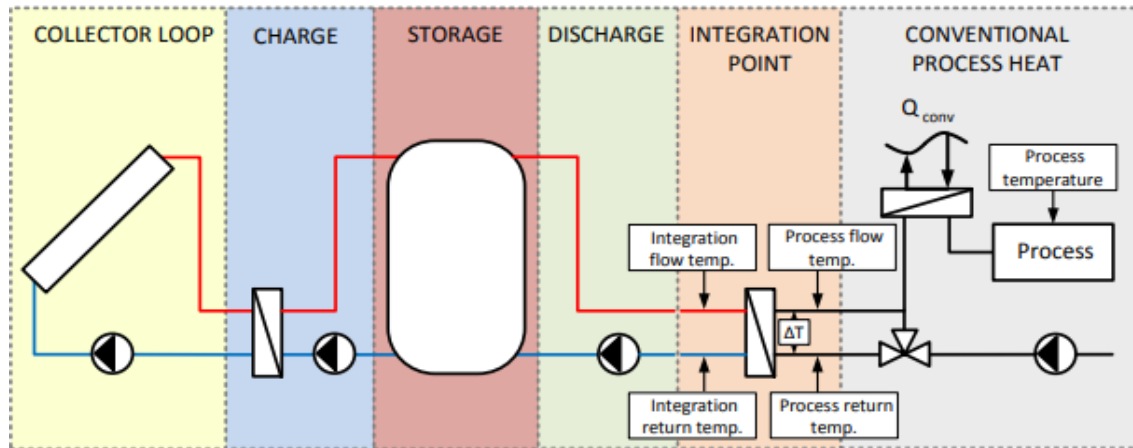 COLLECTOR LOOP
CHARGE
STORAGE
DISCHARGE
INTEGRATION
POINT
CONVENTIONAL
PROCESS HEAT
Q conv
Process
temperature
Process
Integration
flow temp.
Process flow
temp.
ΔT
Integration
return temp.
Process return
temp.